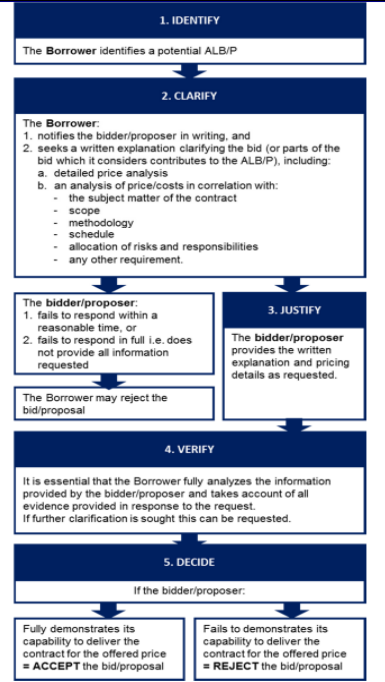 1. IDENTIFY
The Borrower identifies a potential ALB/P
2. CLARIFY
The Borrower:
1. notifies the bidder/proposer in writing, and
2. seeks a written explanation clarifying the bid (or parts of the
bid which it considers contributes to the ALB/P), including:
a. detailed price analysis
b. an analysis of price/costs in correlation with:
- the subject matter of the contract
- scope
- methodology
- schedule
- allocation of risks and responsibilities
- any other requirement.
The bidder/proposer:
1. fails to respond within a
reasonable time, or
2. fails to respond in full i.e. does
not provide all information
requested
The Borrower may reject the
bid/proposal
3. JUSTIFY
The bidder/proposer
provides the written
explanation and pricing
details as requested.
4. VERIFY
It is essential that the Borrower fully analyzes the information
provided by the bidder/proposer and takes account of all
evidence provided in response to the request.
If further clarification is sought this can be requested.
5. DECIDE
If the bidder/proposer:
Fully demonstrates its
capability to deliver the
contract for the offered price
= ACCEPT the bid/proposal
Fails to demonstrates its
capability to deliver the
contract for the offered price
= REJECT the bid/proposal